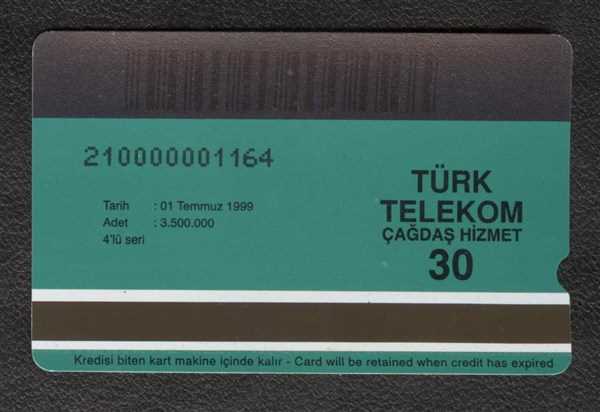 210000001164
Tarih : 01 Temmuz 1999
Adet : 3.500.000
4'lü seri
TÜRK
TELEKOM
ÇAĞDAŞ HİZMET
30
Kredisi biten kart makine içinde kalır - Card will be retained when credit has expired